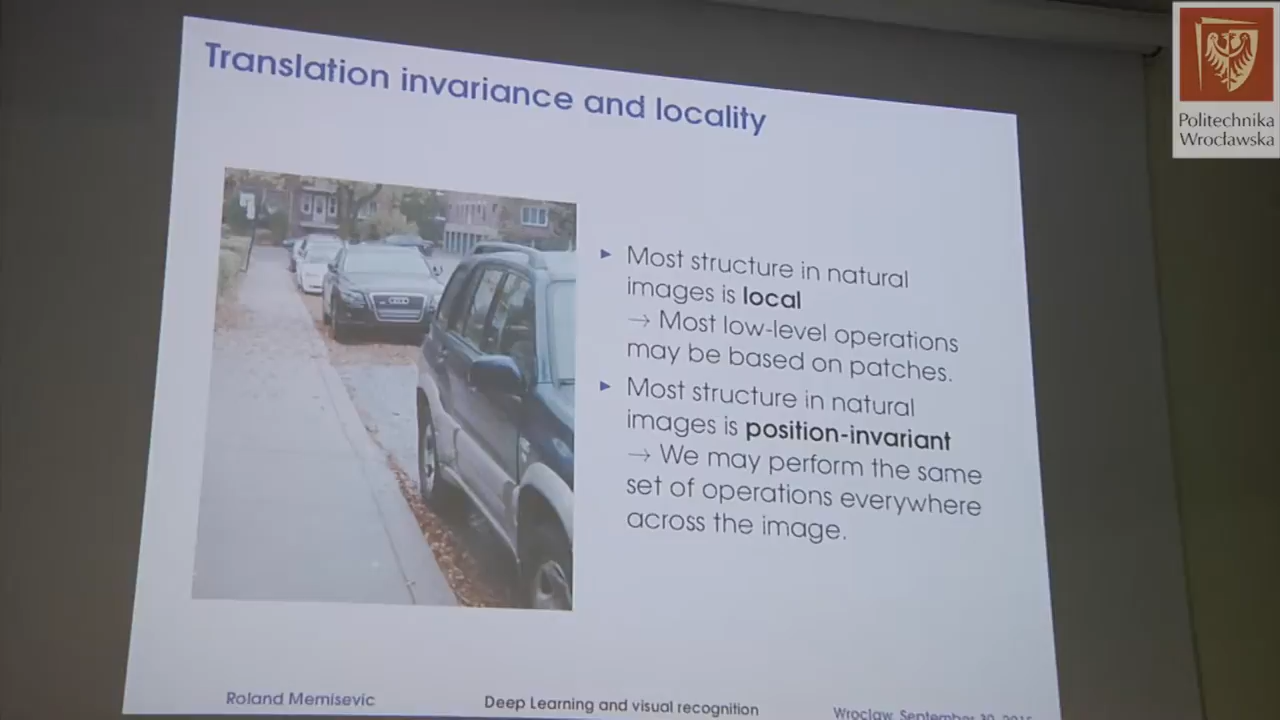 Translation invariance and locality
Most structure in natural
images is local
→ Most low-level operations
may be based on patches.
Most structure in natural
images is position-invariant
→ We may perform the same
set of operations everywhere
across the image.
Roland Memisevic
Deep Learning and visual recognition
Wroclaw, September 30,
Politechnika
Wrocławska